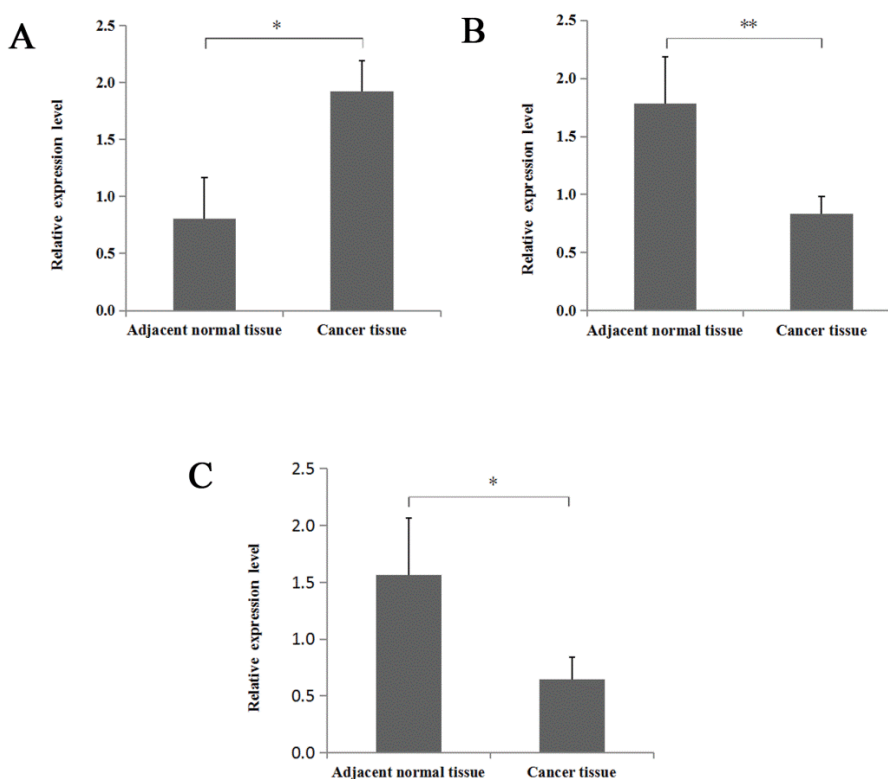 A
Relative expression level
2.5
2.0
1.5
1.0
0.5
0.0
*
Adjacent normal tissue
Cancer tissue
B
Relative expression level
2.5
2.0
1.5
1.0
0.5
0.0
**
Adjacent normal tissue
Cancer tissue
C
Relative expression level
2.5
2.0
1.5
1.0
0.5
0.0
*
Adjacent normal tissue
Cancer tissue